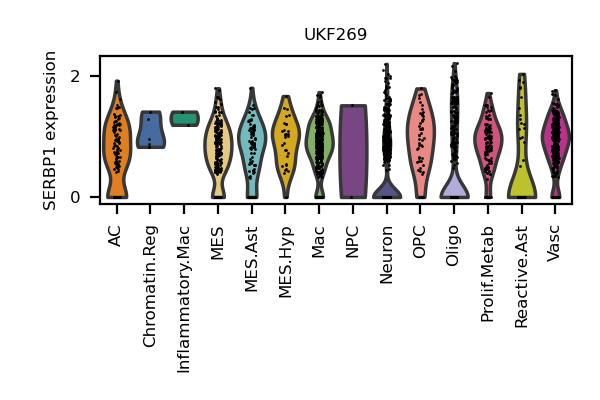 UKF269
SERBP1 expression
2
0
AC
Chromatin.Reg
Inflammatory.Mac
MES
MES.Ast
MES.Hyp
Mac
NPC
Neuron
OPC
Oligo
Prolif.Metab
Reactive.Ast
Vasc